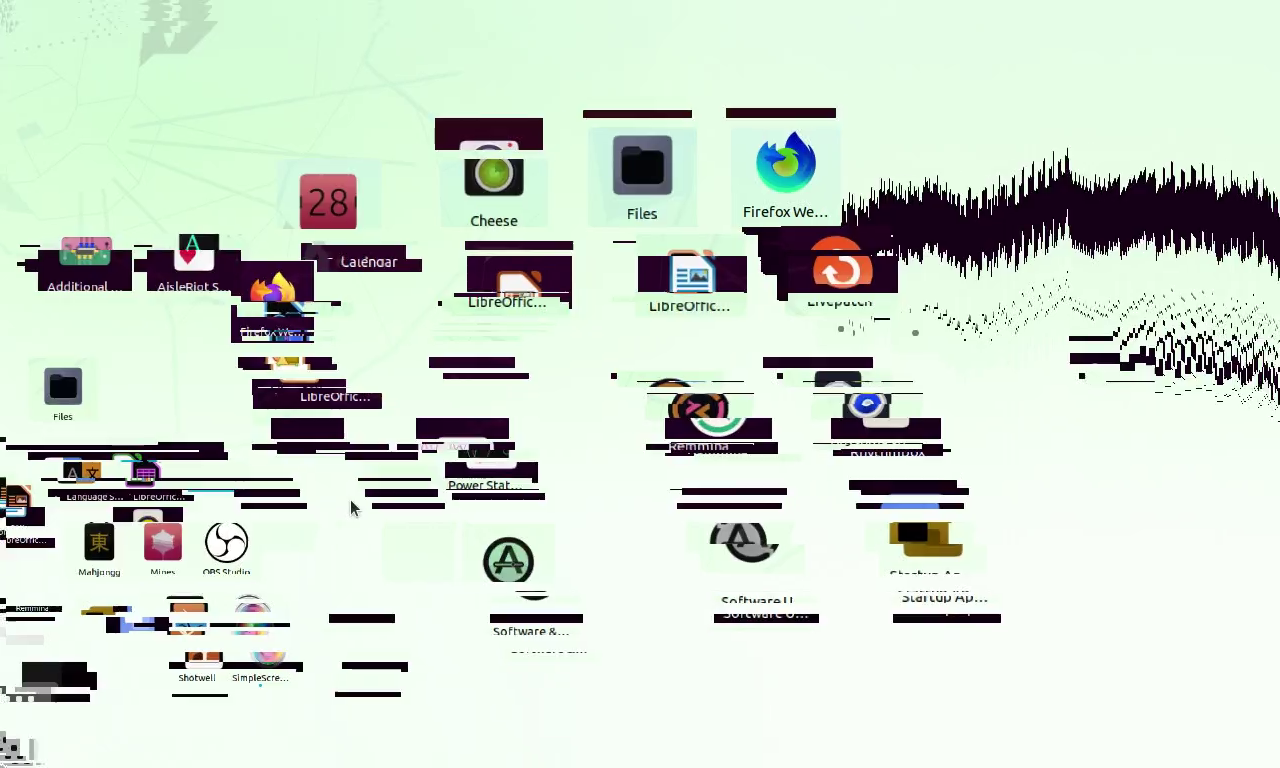 28
Cheese
Files
Firefox We...
Additional ...
AisleRiot S...
Calendar
LibreOffic...
LibreOffic...
Livepatch
Firefox We...
Files
LibreOffic...
Remmina
Language S...
LibreOffic...
Power Stat...
Mahjongg
Mines
OBS Studio
Remmina
Software U...
Startup Ap...
Software &...
Shotwell
SimpleScre...